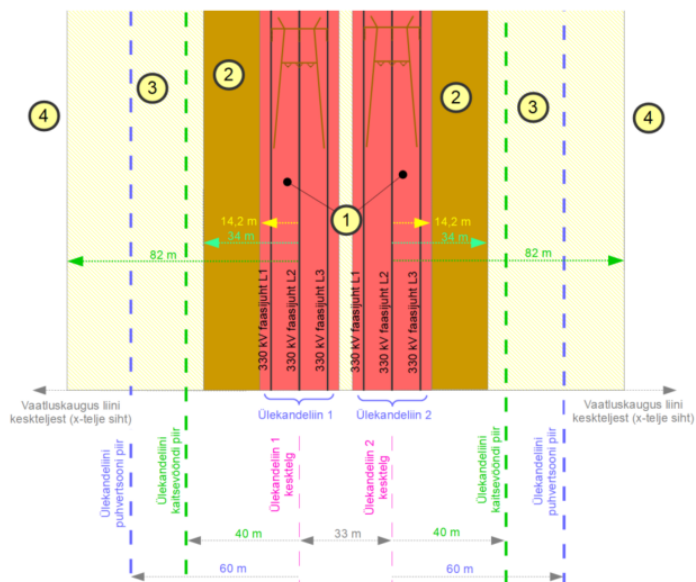 2
2
3
3
4
4
1
14,2 m
14,2 m
34 m
34 m
82 m
82 m
330 kV faasijuht L1
330 kV faasijuht L2
330 kV faasijuht L3
330 kV faasijuht L1
330 kV faasijuht L2
330 kV faasijuht L3
Vaatluskaugus liini
keskteljest (x-telje siht)
Ülekandeliin 1
Ülekandeliin 2
Vaatluskaugus liini
keskteljest (x-telje siht)
Ülekandeliini
puhvertsooni piir
Ülekandeliini
kaitsevööndi piir
Ülekandeliin 1
kesktelg
Ülekandeliin 2
kesktelg
Ülekandeliini
kaitsevööndi piir
Ülekandeliini
puhvertsooni piir
40 m
33 m
40 m
60 m
60 m